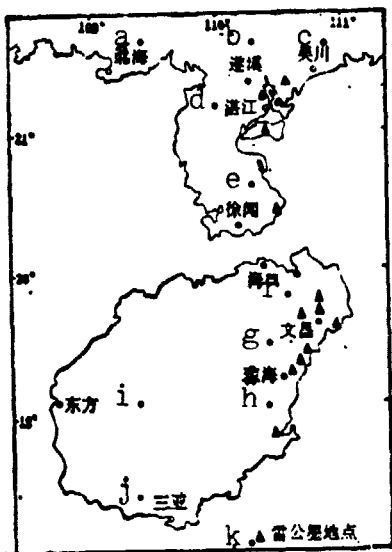 109° 110° 111°
a b c
北海 遂溪 吴川
d 湛江
21°
e
徐闻
20°
海口
f
文昌
g
琼海
东方 i h
19°
j 三亚
k ▲雷公墨地点